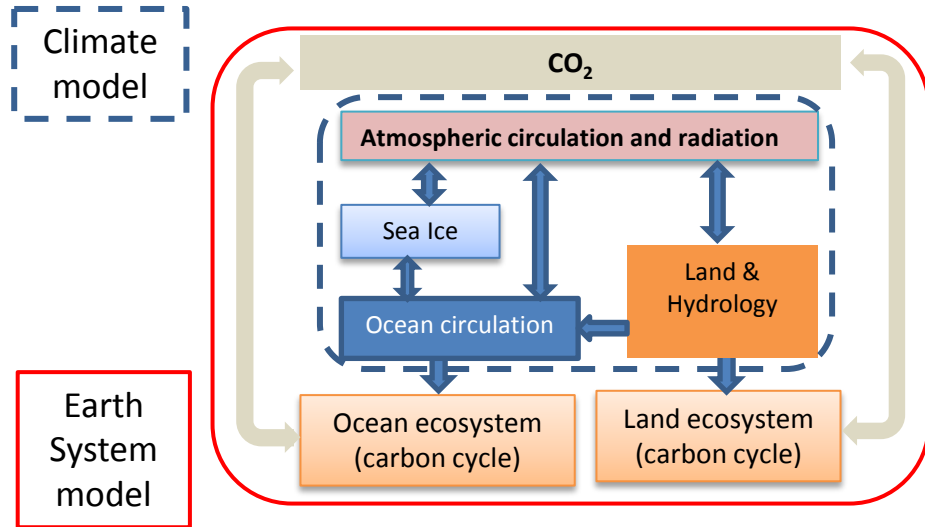 Climate
model
CO₂
Atmospheric circulation and radiation
Sea Ice
Land &
Hydrology
Ocean circulation
Earth
System
model
Ocean ecosystem
(carbon cycle)
Land ecosystem
(carbon cycle)